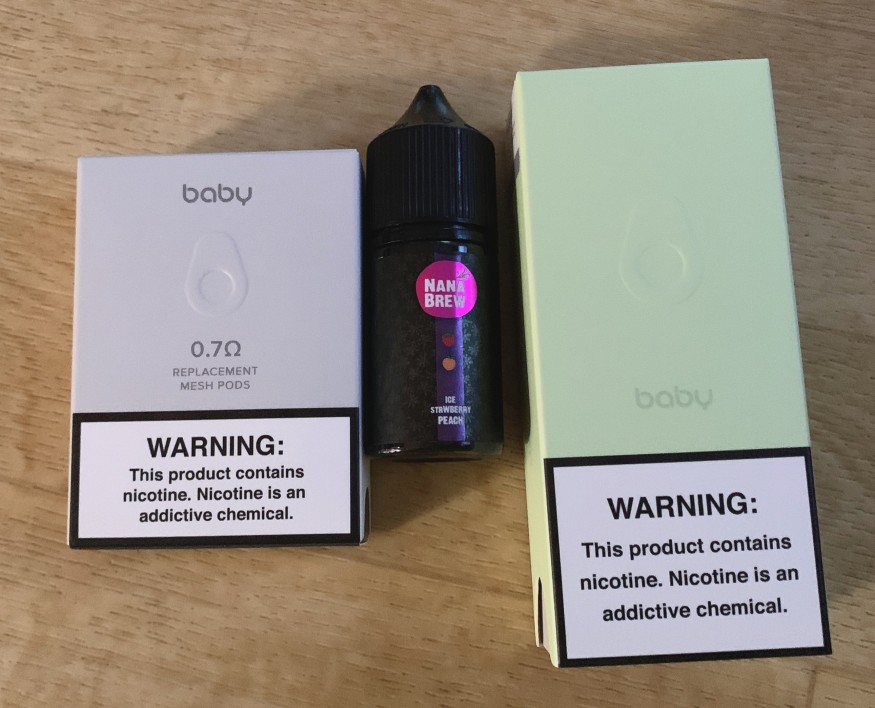 baby
0.7Ω
REPLACEMENT
MESH PODS
WARNING:
This product contains
nicotine. Nicotine is an
addictive chemical.
NANA
BREW
ICE
STRWBERRY
PEACH
baby
WARNING:
This product contains
nicotine. Nicotine is an
addictive chemical.